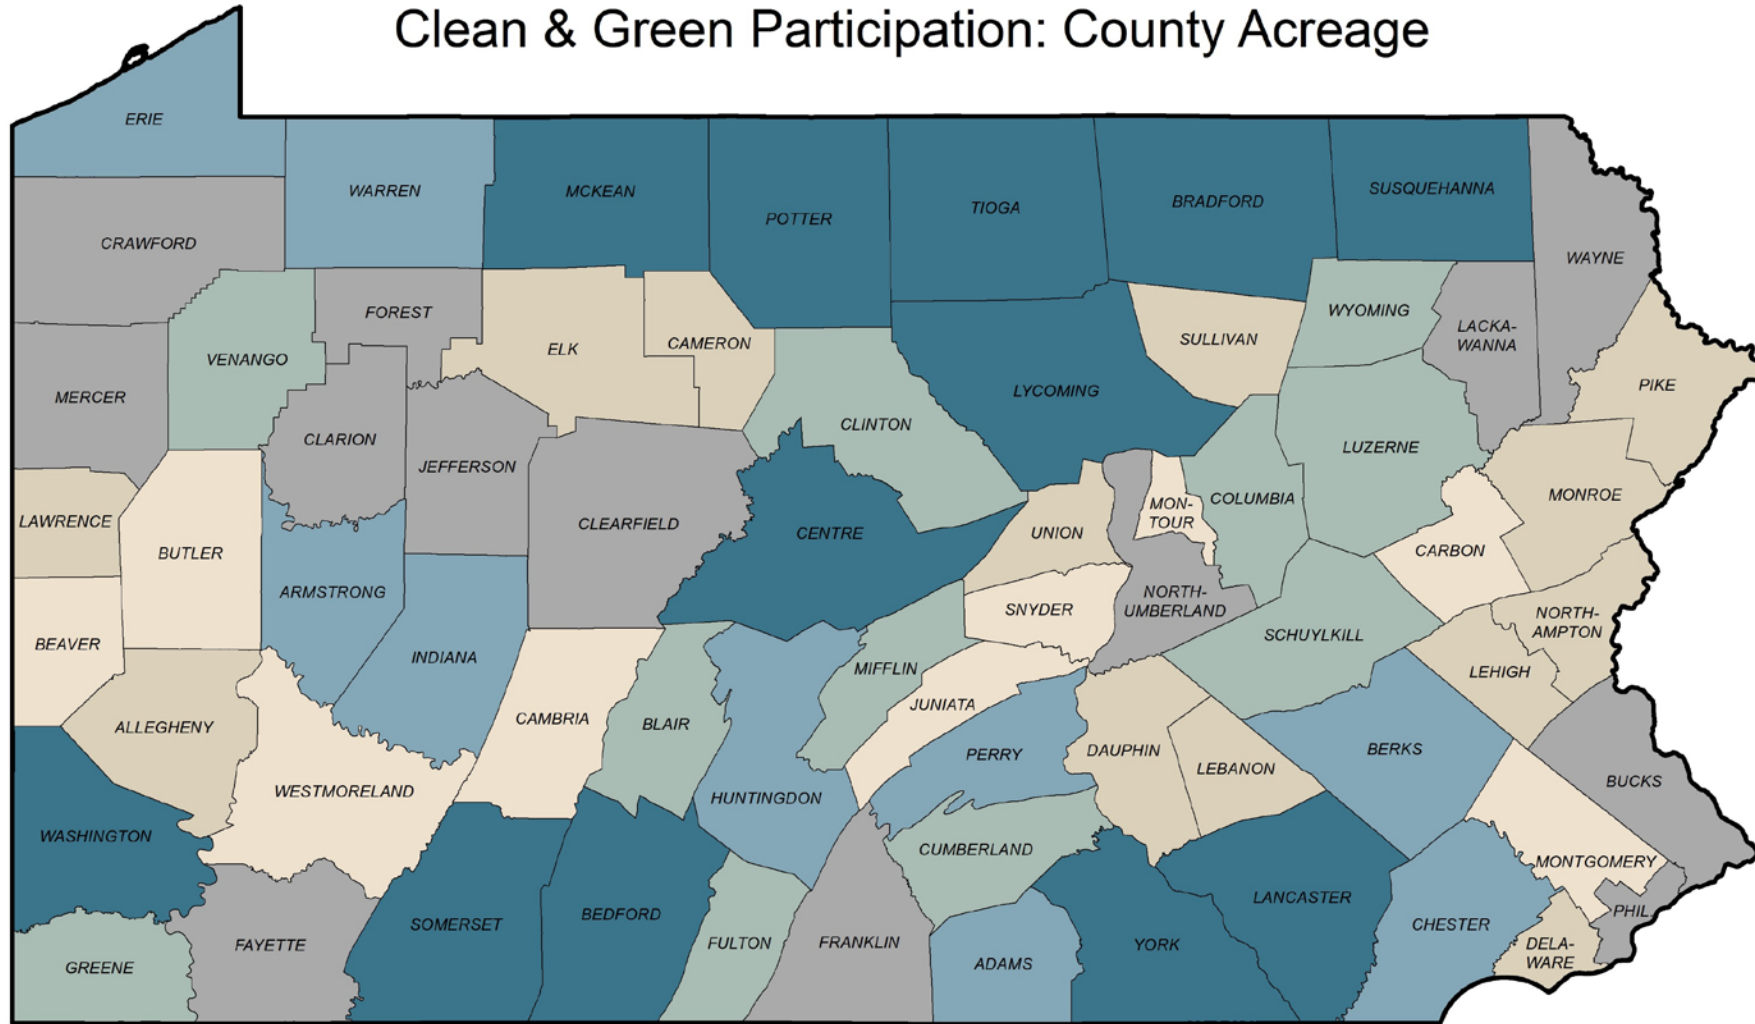 Clean & Green Participation: County Acreage
ERIE
WARREN
MCKEAN
POTTER
TIOGA
BRADFORD
SUSQUEHANNA
WAYNE
CRAWFORD
FOREST
VENANGO
ELK
CAMERON
SULLIVAN
WYOMING
LACKA-
WANNA
PIKE
MERCER
CLARION
JEFFERSON
CLINTON
LYCOMING
COLUMBIA
LUZERNE
MONROE
LAWRENCE
BUTLER
ARMSTRONG
CLEARFIELD
CENTRE
UNION
MON-
TOUR
NORTH-
UMBERLAND
CARBON
BEAVER
INDIANA
SNYDER
SCHUYLKILL
NORTH-
AMPTON
LEHIGH
ALLEGHENY
WESTMORELAND
CAMBRIA
BLAIR
MIFFLIN
JUNIATA
HUNTINGDON
PERRY
DAUPHIN
LEBANON
BERKS
BUCKS
WASHINGTON
CUMBERLAND
LANCASTER
MONTGOMERY
PHIL.
GREENE
FAYETTE
SOMERSET
BEDFORD
FULTON
FRANKLIN
ADAMS
YORK
CHESTER
DELA-
WARE